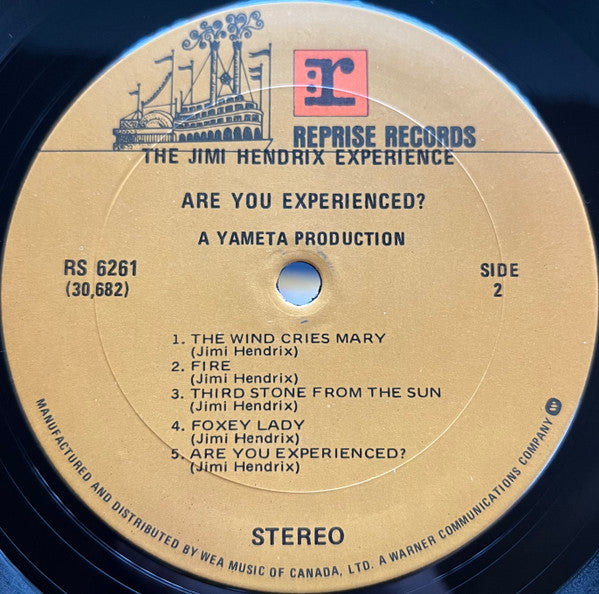 :r
REPRISE RECORDS
THE JIMI HENDRIX EXPERIENCE
ARE YOU EXPERIENCED?
A YAMETA PRODUCTION
RS 6261
(30,682)
SIDE
2
1. THE WIND CRIES MARY
(Jimi Hendrix)
2. FIRE
(Jimi Hendrix)
3. THIRD STONE FROM THE SUN
(Jimi Hendrix)
4. FOXEY LADY
(Jimi Hendrix)
5. ARE YOU EXPERIENCED?
(Jimi Hendrix)
STEREO
MANUFACTURED AND DISTRIBUTED BY WEA MUSIC OF CANADA, LTD. A WARNER COMMUNICATIONS COMPANY